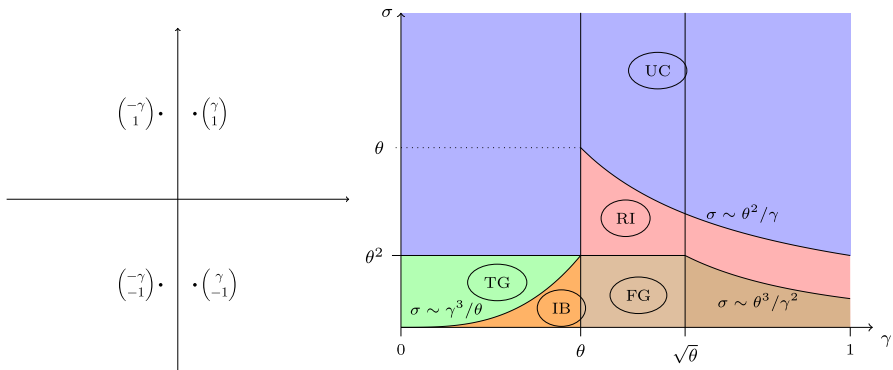 (−γ 1) (γ 1)
(−γ −1) (γ −1)
σ
UC
θ
σ ∼ θ²/γ
RI
θ²
TG
FG
σ ∼ γ³/θ
IB
σ ∼ θ³/γ²
0 θ √θ 1 γ